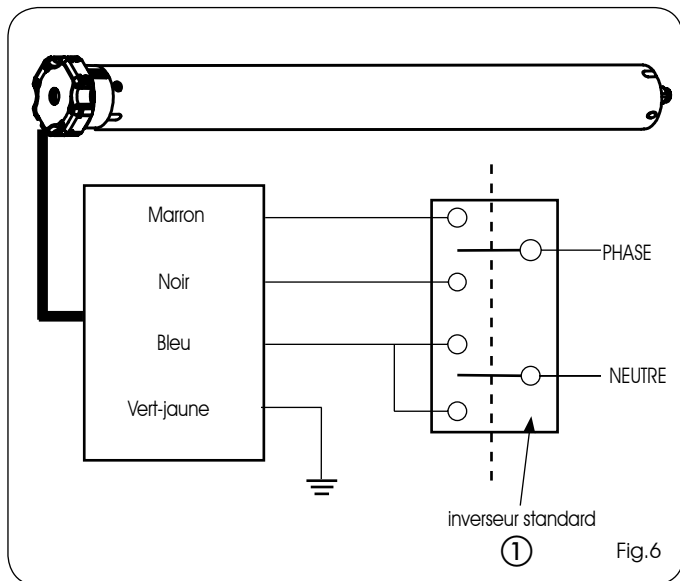 Marron
PHASE
Noir
Bleu
NEUTRE
Vert-jaune
inverseur standard
1
Fig.6